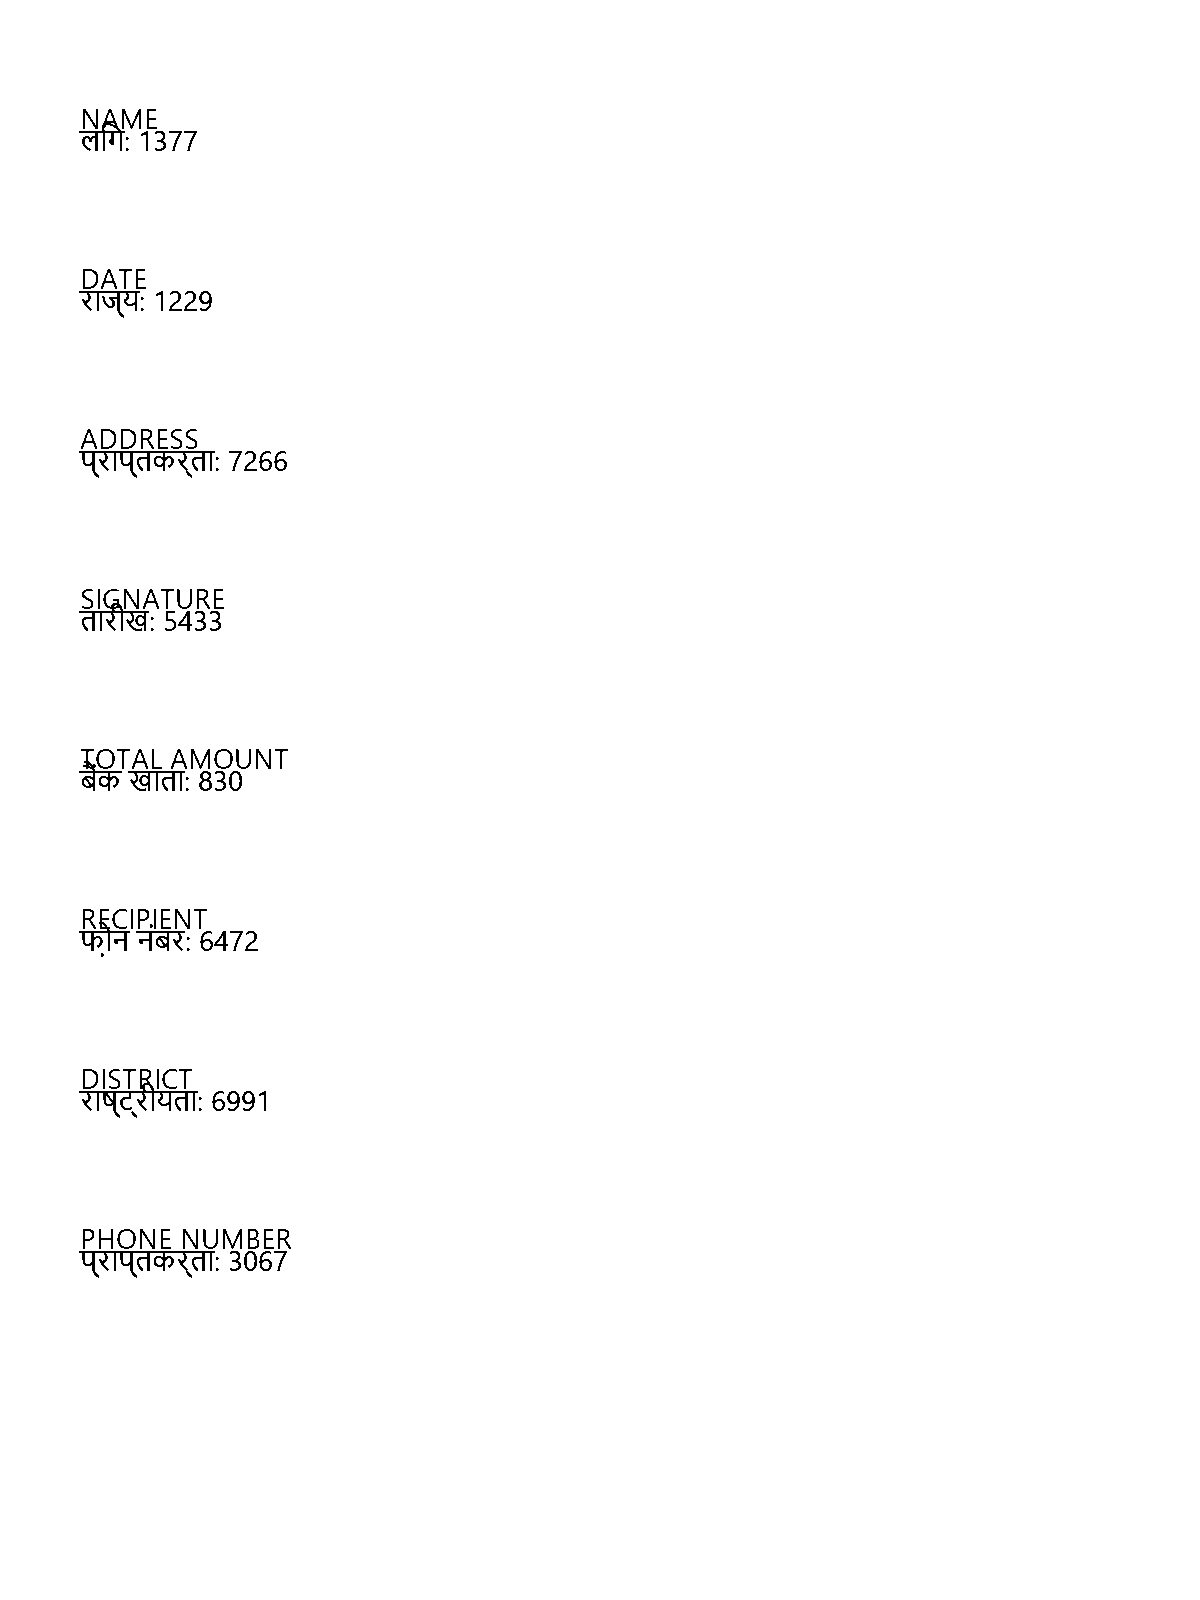 NAME
लिंग: 1377
DATE
राज्य: 1229
ADDRESS
प्राप्तकर्ता: 7266
SIGNATURE
तारीख: 5433
TOTAL AMOUNT
बैंक खाता: 830
RECIPIENT
फ़ोन नंबर: 6472
DISTRICT
राष्ट्रीयता: 6991
PHONE NUMBER
प्राप्तकर्ता: 3067